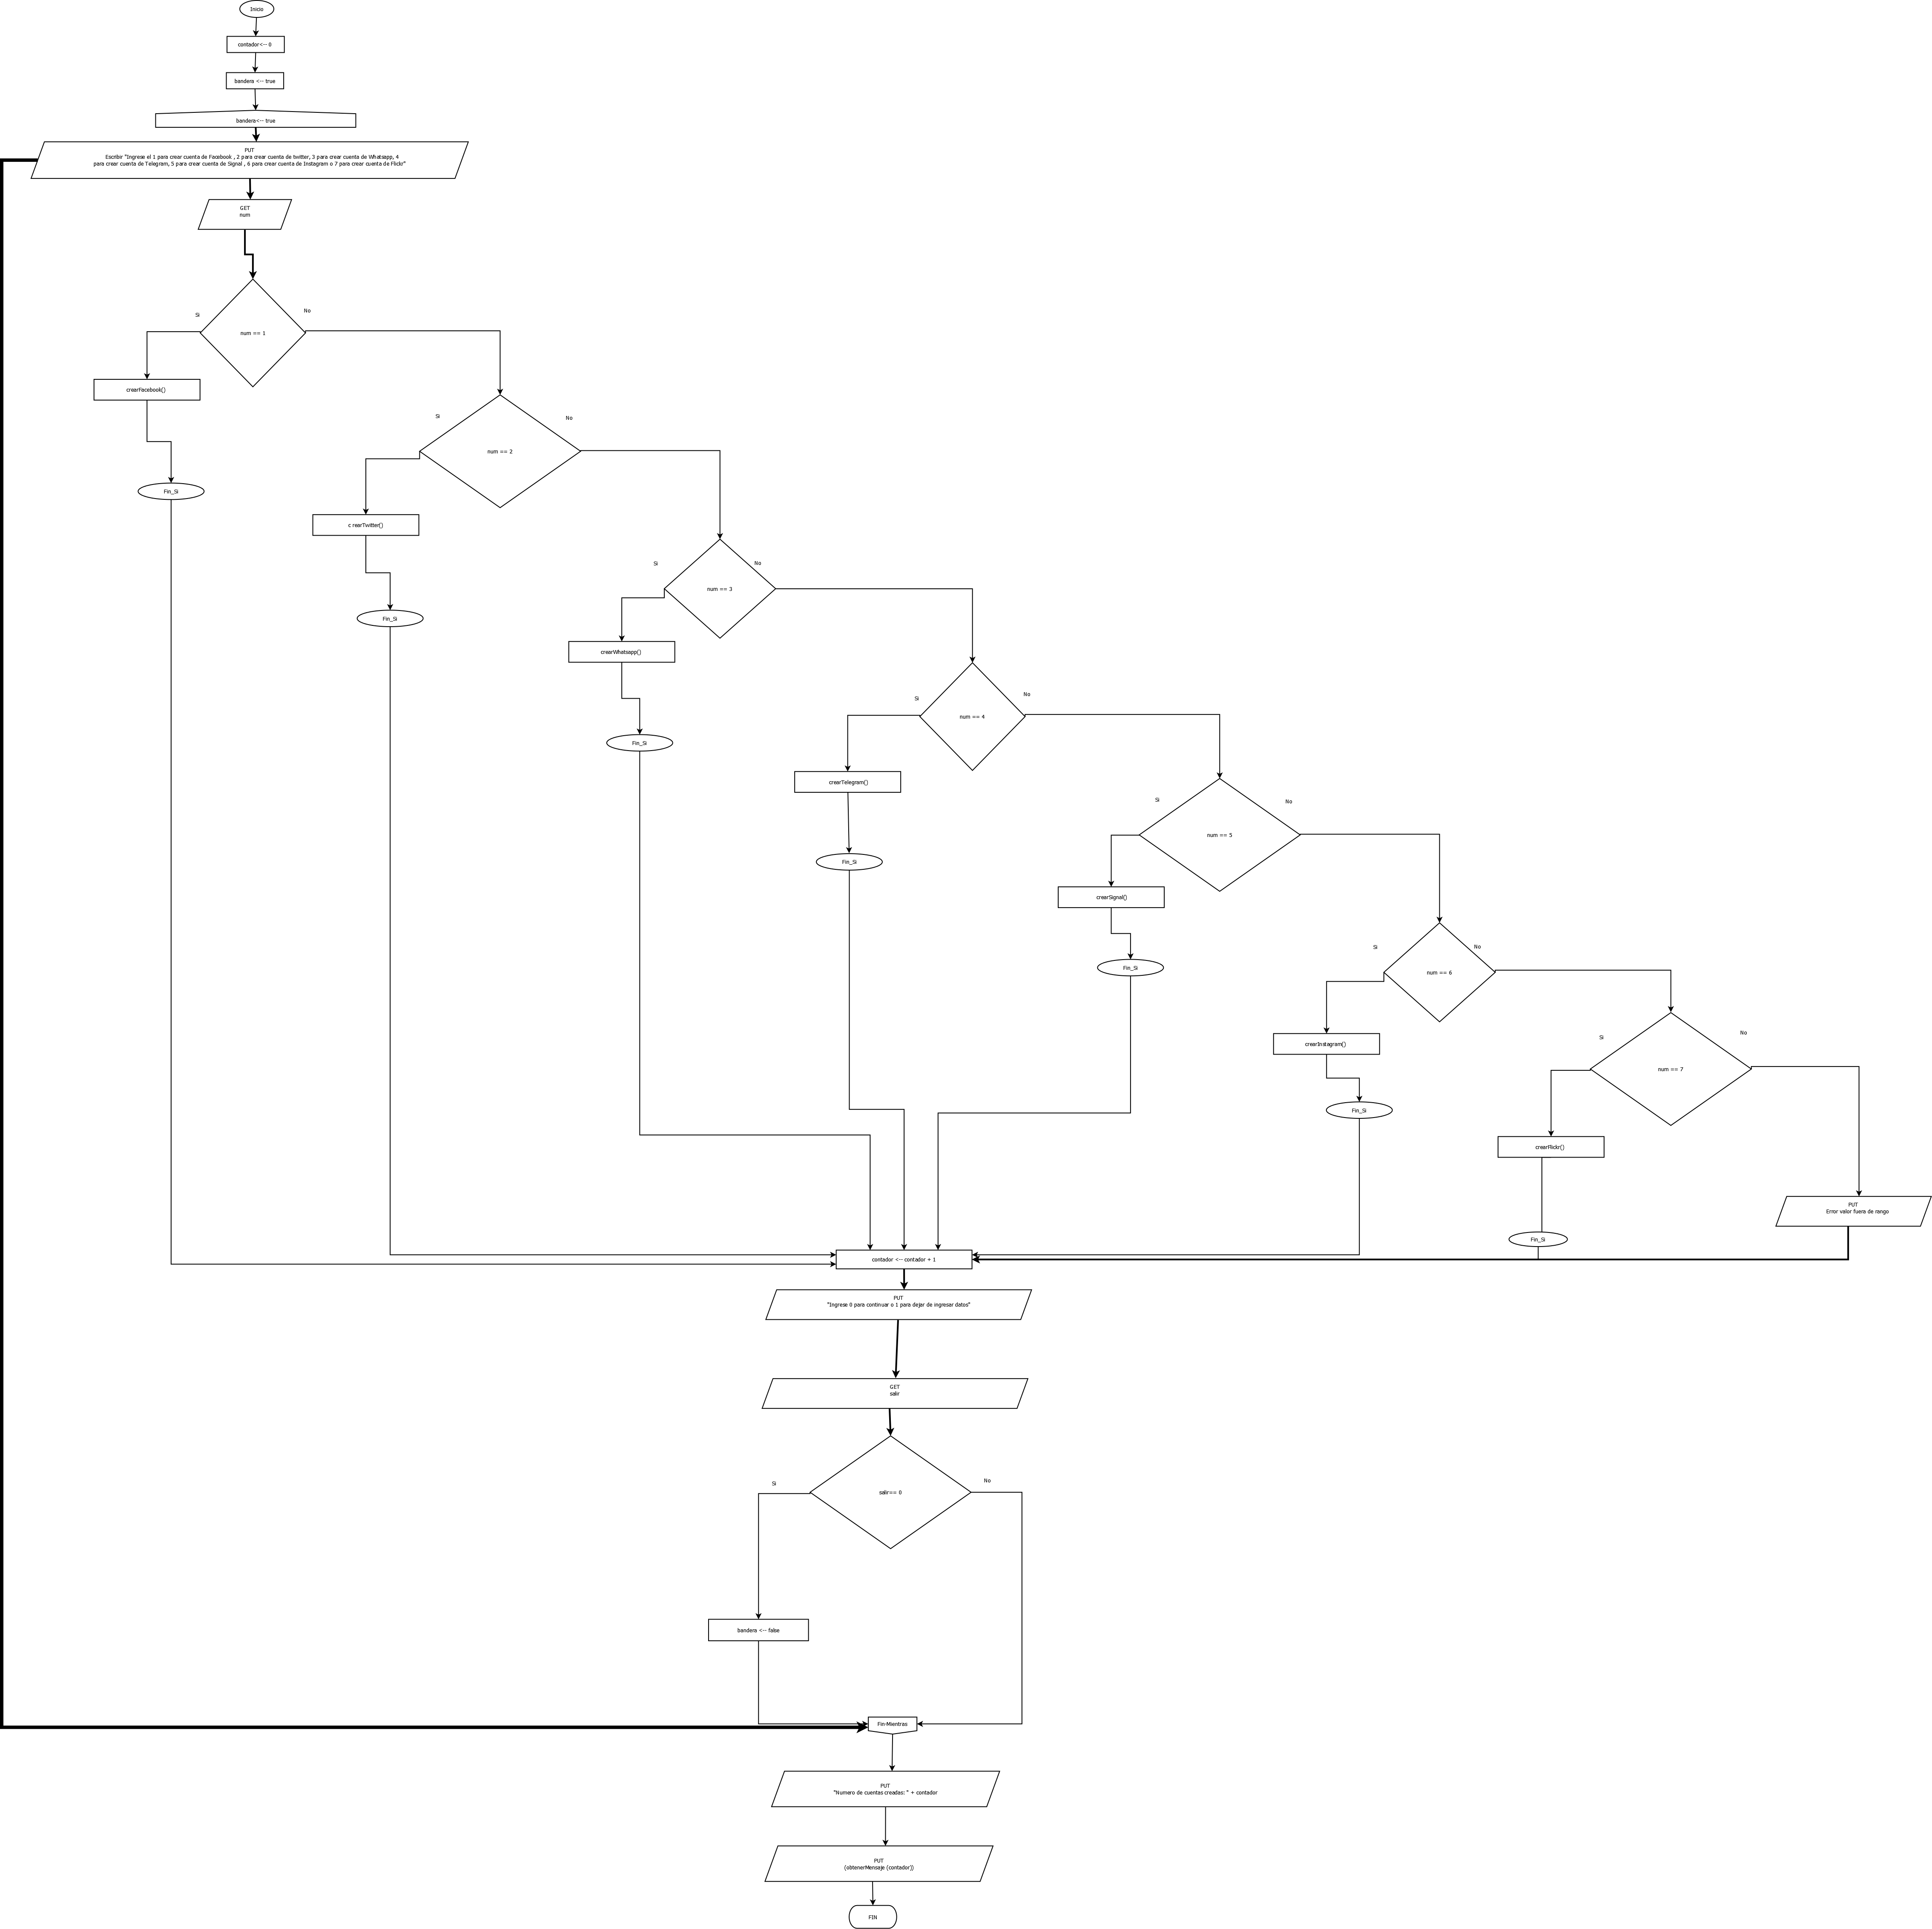 Inicio
contador<-- 0
bandera <-- true
bandera<-- true
PUT
Escribir "Ingrese el 1 para crear cuenta de Facebook , 2 para crear cuenta de twitter, 3 para crear cuenta de Whatsapp, 4
para crear cuenta de Telegram, 5 para crear cuenta de Signal , 6 para crear cuenta de Instagram o 7 para crear cuenta de Flickr"
GET
num
Si
No
num == 1
crearFacebook()
Fin_Si
Si
No
num == 2
c rearTwitter()
Fin_Si
Si
No
num == 3
crearWhatsapp()
Fin_Si
Si
No
num == 4
crearTelegram()
Fin_Si
Si
No
num == 5
crearSignal()
Fin_Si
Si
No
num == 6
crearInstagram()
Fin_Si
Si
No
num == 7
crearFlickr()
Fin_Si
PUT
Error valor fuera de rango
contador <-- contador + 1
PUT
"Ingrese 0 para continuar o 1 para dejar de ingresar datos"
GET
salir
Si
No
salir== 0
bandera <-- false
Fin-Mientras
PUT
"Numero de cuentas creadas: " + contador
PUT
(obtenerMensaje (contador))
FIN